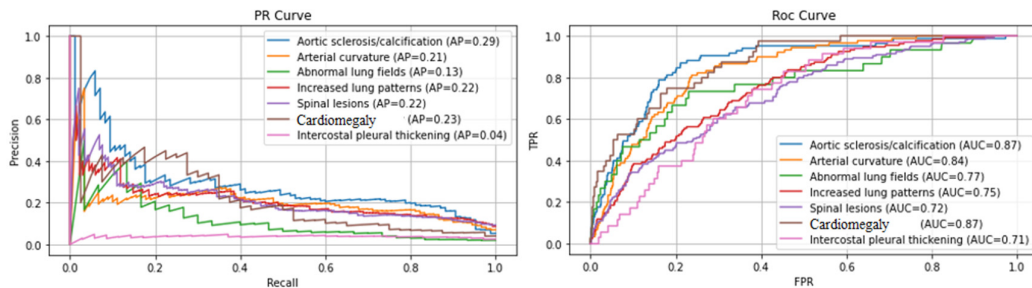 PR Curve
1.0
0.8
0.6
0.4
0.2
0.0
Precision
Aortic sclerosis/calcification (AP=0.29)
Arterial curvature (AP=0.21)
Abnormal lung fields (AP=0.13)
Increased lung patterns (AP=0.22)
Spinal lesions (AP=0.22)
Cardiomegaly (AP=0.23)
Intercostal pleural thickening (AP=0.04)
0.0 0.2 0.4 0.6 0.8 1.0
Recall
Roc Curve
1.0
0.8
0.6
0.4
0.2
0.0
TPR
Aortic sclerosis/calcification (AUC=0.87)
Arterial curvature (AUC=0.84)
Abnormal lung fields (AUC=0.77)
Increased lung patterns (AUC=0.75)
Spinal lesions (AUC=0.72)
Cardiomegaly (AUC=0.87)
Intercostal pleural thickening (AUC=0.71)
0.0 0.2 0.4 0.6 0.8 1.0
FPR